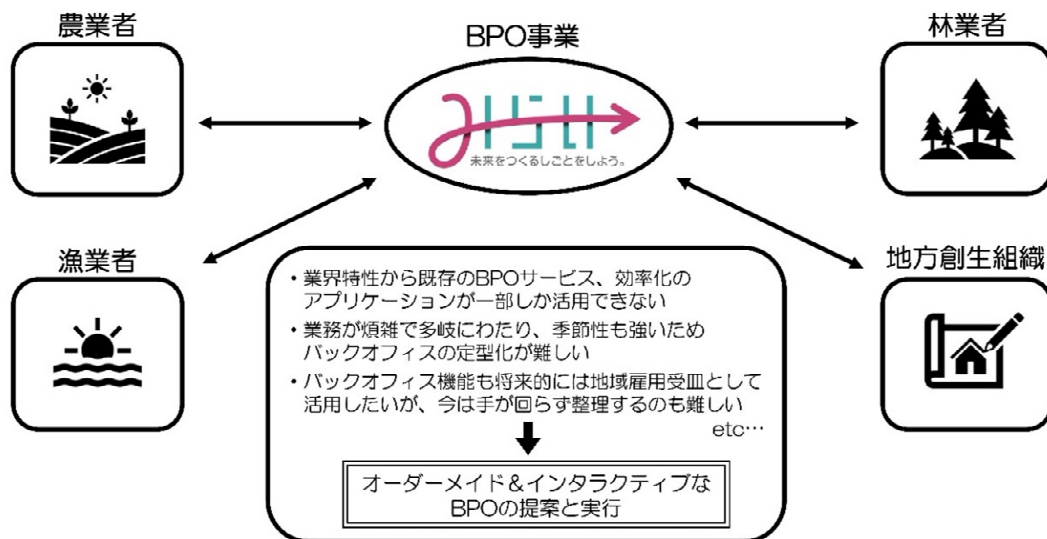 農業者
BPO事業
林業者
みらい
未来をつくるしごとをしよう。
漁業者
地方創生組織
・業界特性から既存のBPOサービス、効率化の
アプリケーションが一部しか活用できない
・業務が煩雑で多岐にわたり、季節性も強いため
バックオフィスの定型化が難しい
・バックオフィス機能も将来的には地域雇用受皿として
活用したいが、今は手が回らず整理するのも難しい
etc…
オーダーメイド&インタラクティブな
BPOの提案と実行